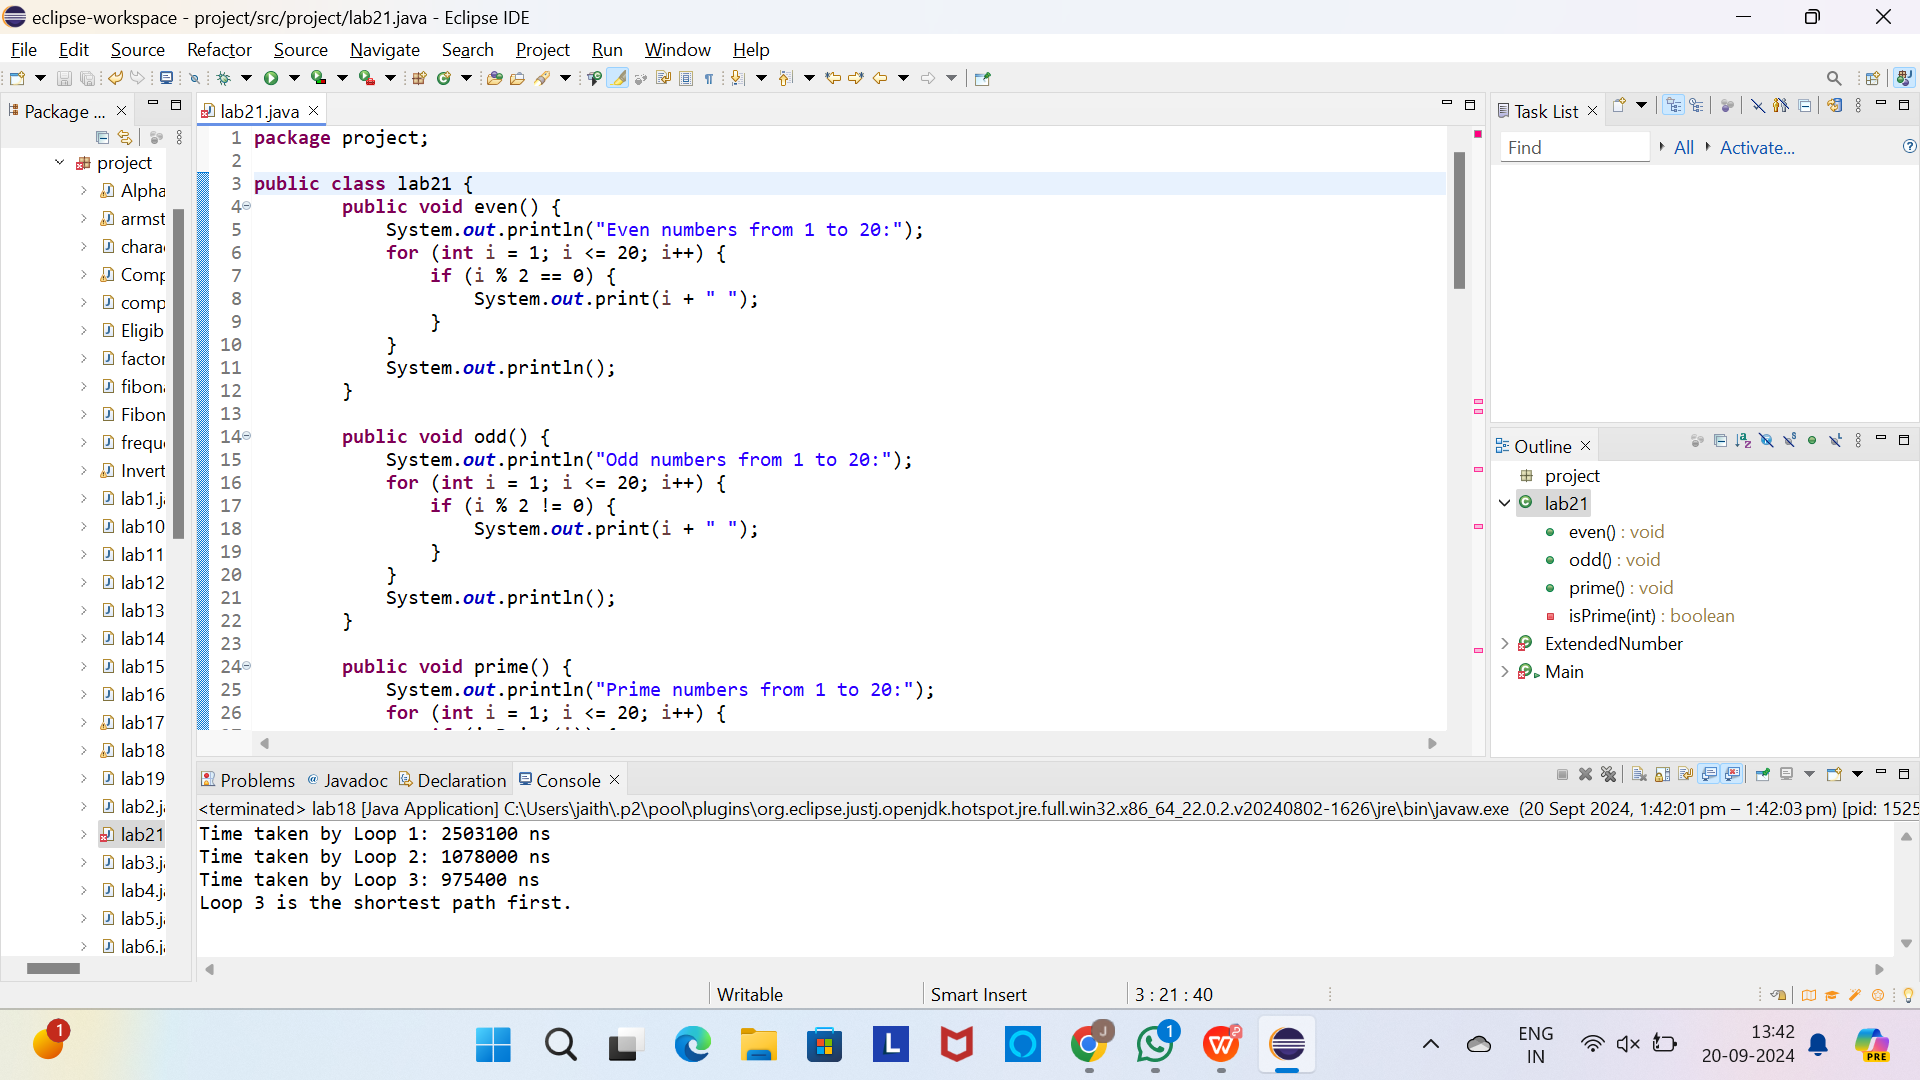 eclipse-workspace - project/src/project/lab21.java - Eclipse IDE
File Edit Source Refactor Source Navigate Search Project Run Window Help
Package ...
project
Alpha
armst
chara
Comp
comp
Eligib
factor
fibona
Fibon
freque
Invert
lab1.j
lab10
lab11
lab12
lab13
lab14
lab15
lab16
lab17
lab18
lab19
lab2.j
lab21
lab3.j
lab4.j
lab5.j
lab6.j
lab21.java
1 package project;
2
3 public class lab21 {
4 public void even() {
5 System.out.println("Even numbers from 1 to 20:");
6 for (int i = 1; i <= 20; i++) {
7 if (i % 2 == 0) {
8 System.out.print(i + " ");
9 }
10 }
11 System.out.println();
12 }
13
14 public void odd() {
15 System.out.println("Odd numbers from 1 to 20:");
16 for (int i = 1; i <= 20; i++) {
17 if (i % 2 != 0) {
18 System.out.print(i + " ");
19 }
20 }
21 System.out.println();
22 }
23
24 public void prime() {
25 System.out.println("Prime numbers from 1 to 20:");
26 for (int i = 1; i <= 20; i++) {
Task List
Find All Activate...
Outline
project
lab21
even() : void
odd() : void
prime() : void
isPrime(int) : boolean
ExtendedNumber
Main
Problems @ Javadoc Declaration Console
<terminated> lab18 [Java Application] C:\Users\jaith\.p2\pool\plugins\org.eclipse.justj.openjdk.hotspot.jre.full.win32.x86_64_22.0.2.v20240802-1626\jre\bin\javaw.exe (20 Sept 2024, 1:42:01 pm – 1:42:03 pm) [pid: 1525
Time taken by Loop 1: 2503100 ns
Time taken by Loop 2: 1078000 ns
Time taken by Loop 3: 975400 ns
Loop 3 is the shortest path first.
Writable Smart Insert 3 : 21 : 40
1
L
J
1
W
ENG
IN
13:42
20-09-2024
PRE